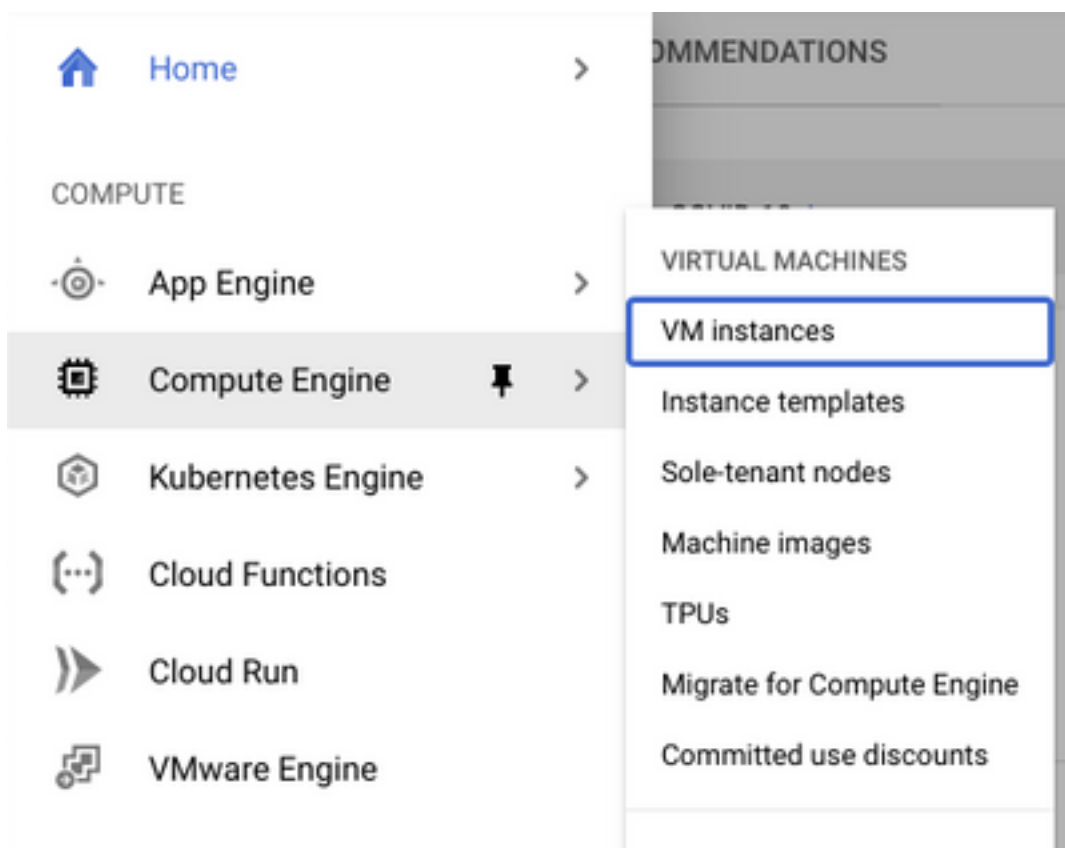 Home
COMPUTE
App Engine
Compute Engine
Kubernetes Engine
Cloud Functions
Cloud Run
VMware Engine
OMMENDATIONS
VIRTUAL MACHINES
VM instances
Instance templates
Sole-tenant nodes
Machine images
TPUs
Migrate for Compute Engine
Committed use discounts